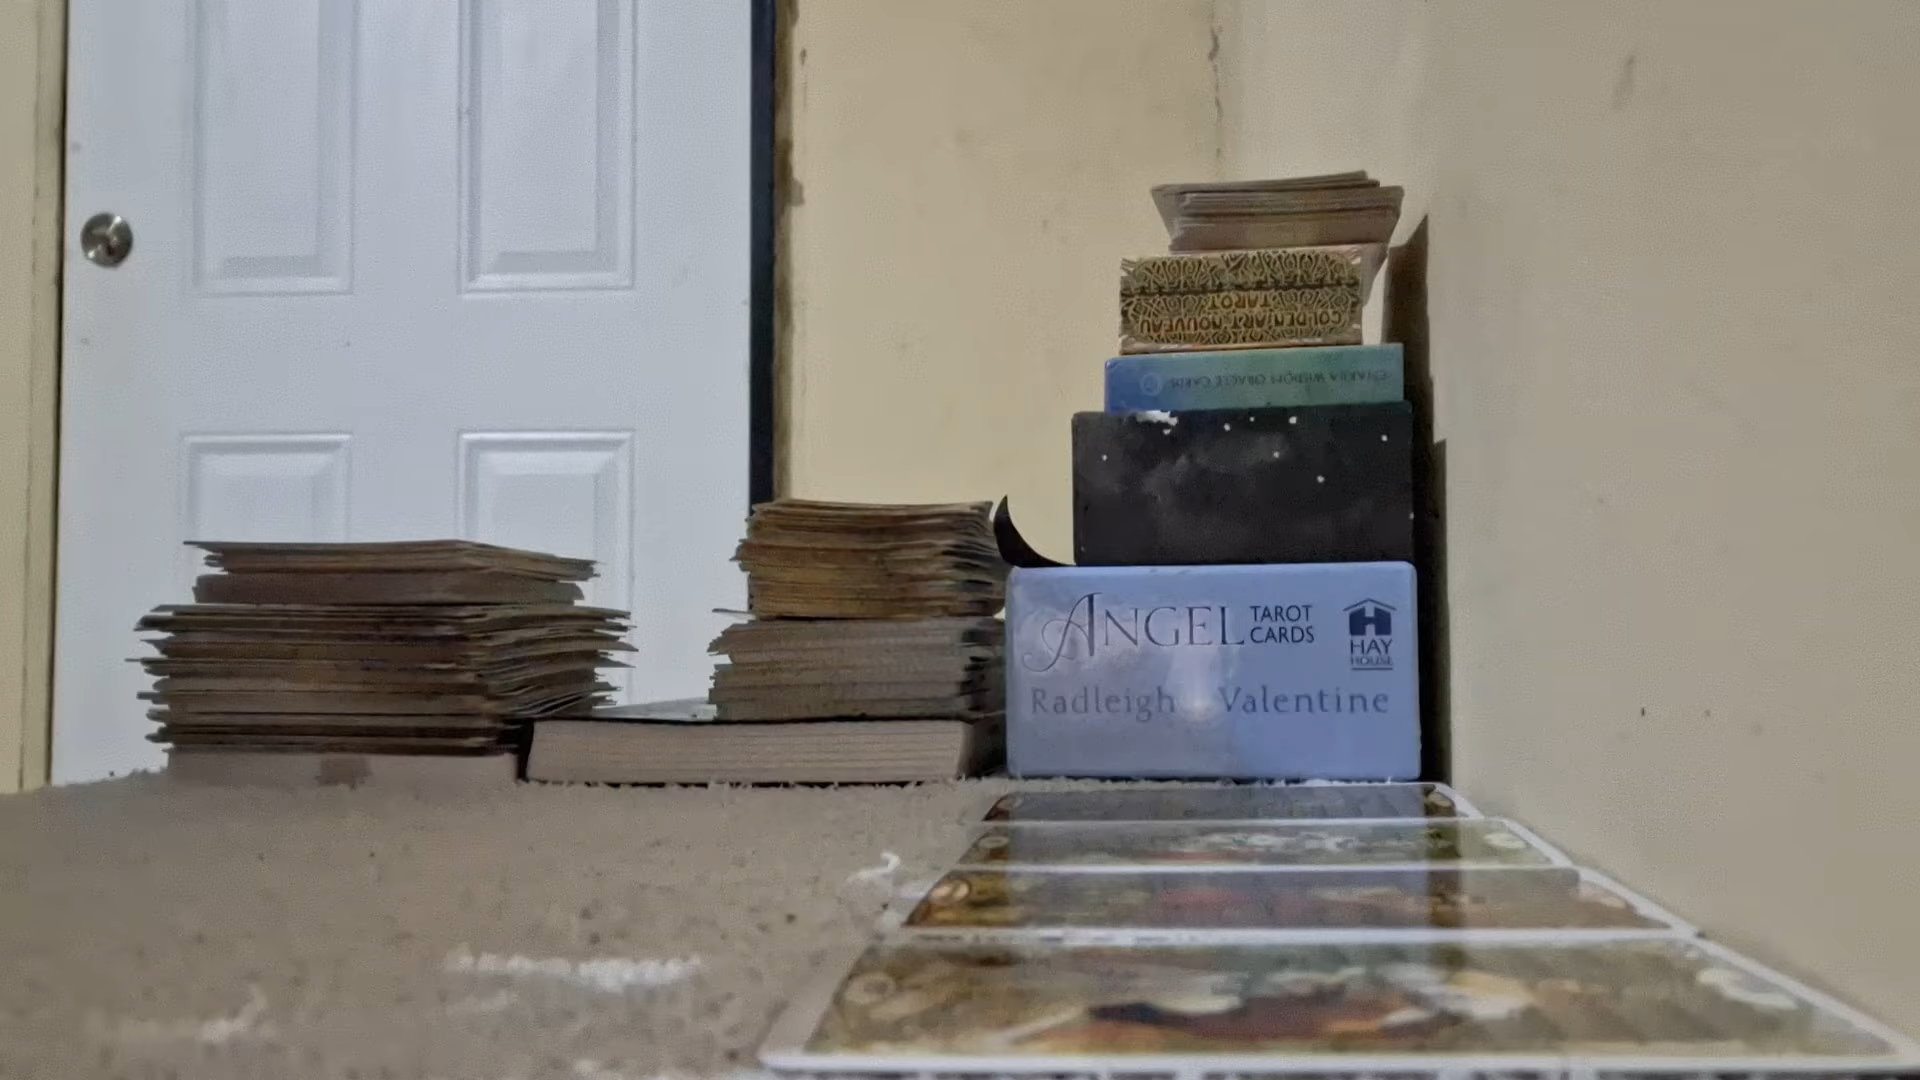 GOLDEN ART NOUVEAU
TAROT
CHAKRA WISDOM ORACLE CARDS
ANGEL TAROT CARDS
HAY HOUSE
Radleigh Valentine